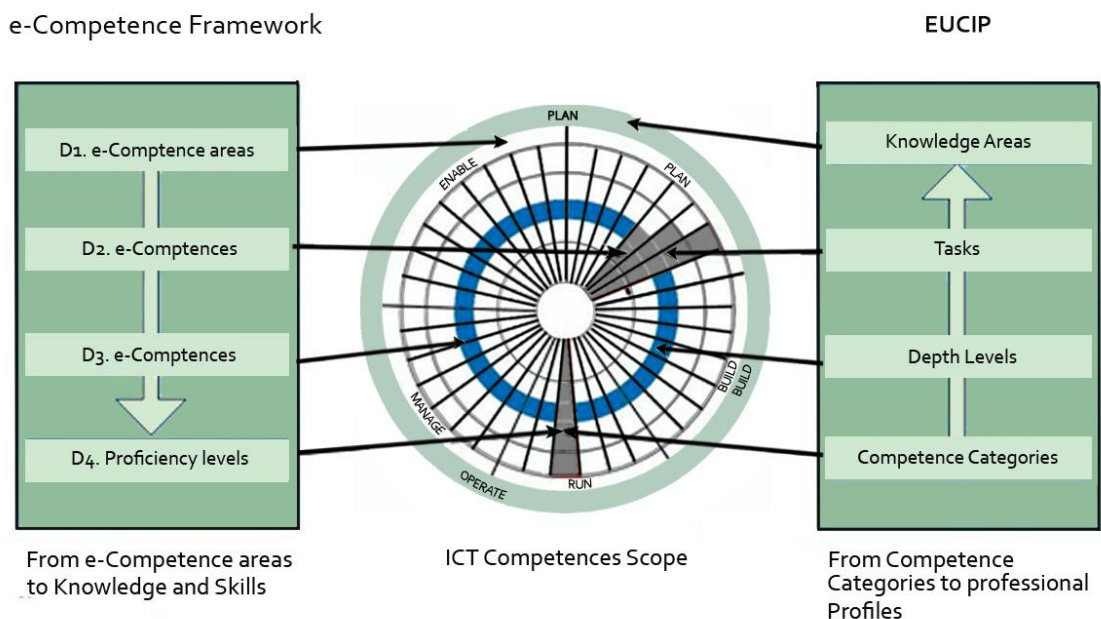 e-Competence Framework
EUCIP
D1. e-Comptence areas
D2. e-Comptences
D3. e-Comptences
D4. Proficiency levels
From e-Competence areas
to Knowledge and Skills
PLAN
ENABLE
PLAN
BUILD
BUILD
MANAGE
OPERATE
RUN
ICT Competences Scope
Knowledge Areas
Tasks
Depth Levels
Competence Categories
From Competence
Categories to professional
Profiles